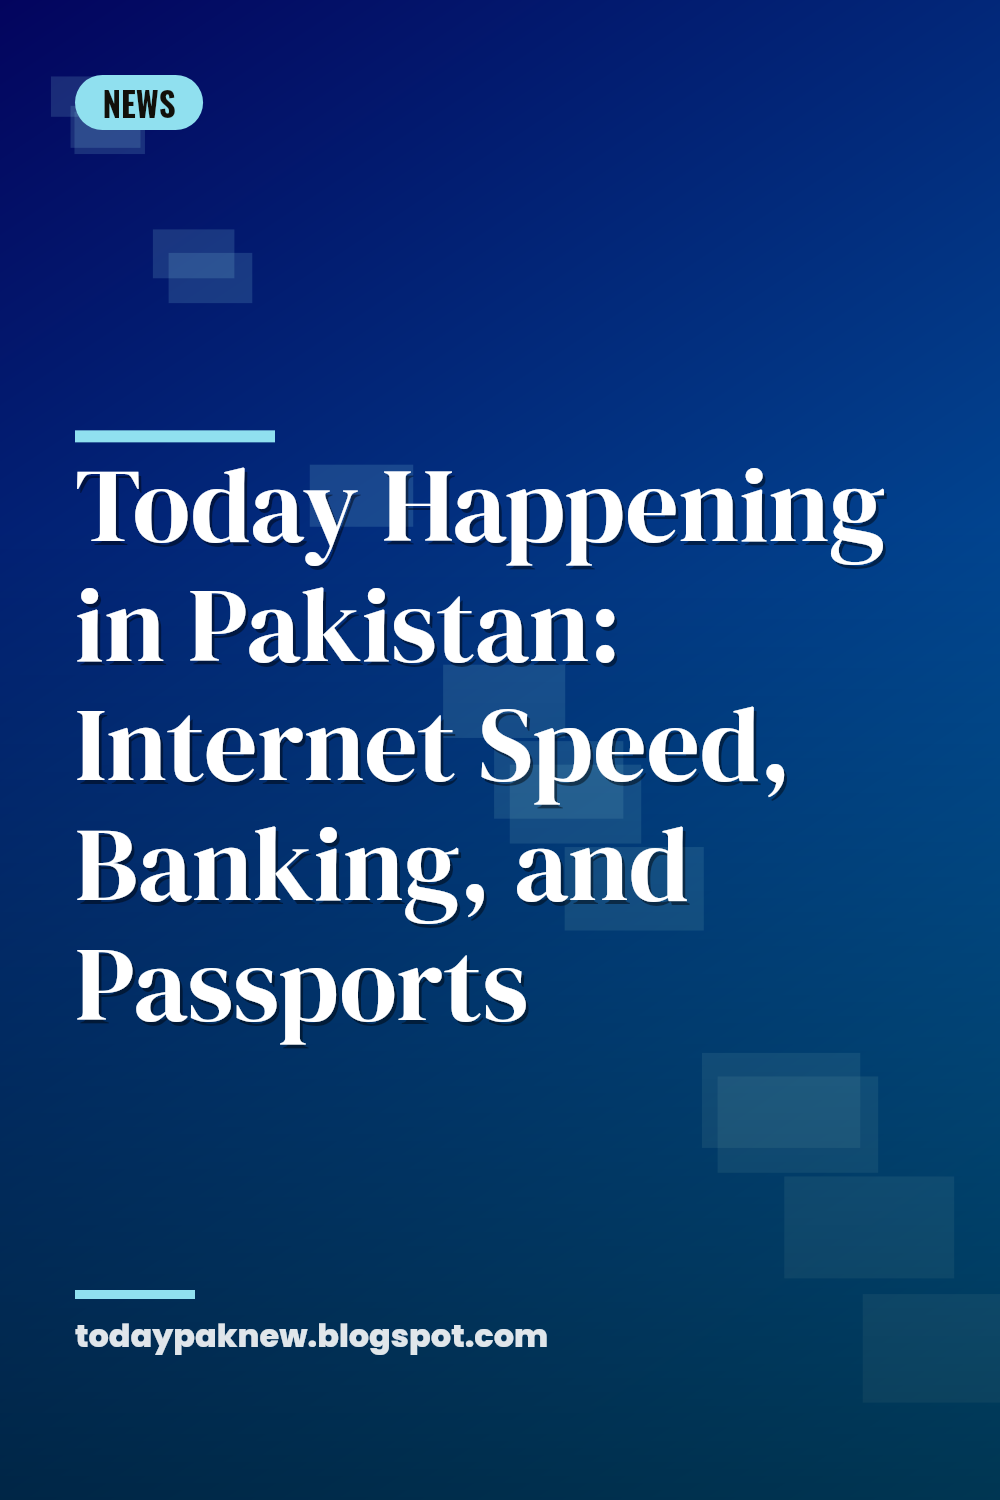 NEWS
Today Happening
in Pakistan:
Internet Speed,
Banking, and
Passports
todaypaknew.blogspot.com